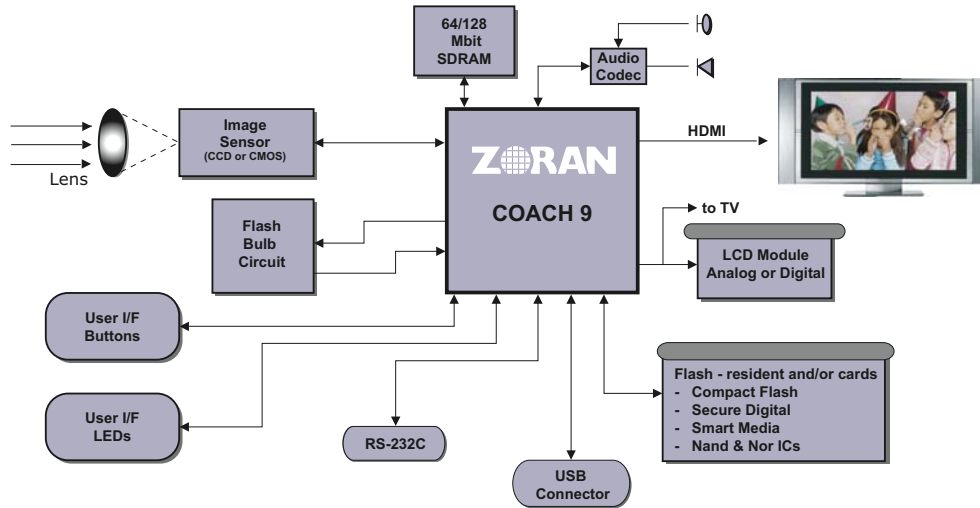 64/128
Mbit
SDRAM
Audio
Codec
Image
Sensor
(CCD or CMOS)
Lens
HDMI
ZORAN
COACH 9
to TV
Flash
Bulb
Circuit
LCD Module
Analog or Digital
User I/F
Buttons
User I/F
LEDs
RS-232C
USB
Connector
Flash - resident and/or cards
- Compact Flash
- Secure Digital
- Smart Media
- Nand & Nor ICs